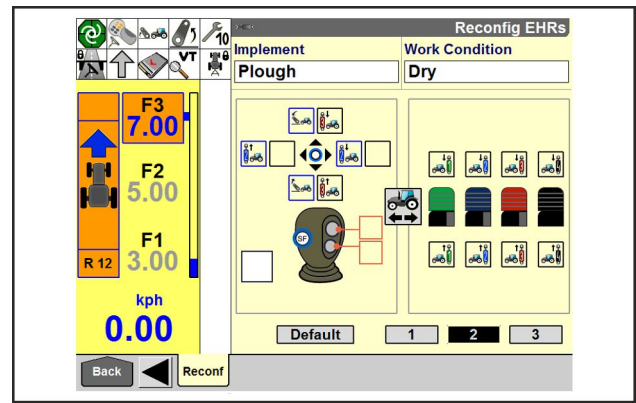 Reconfig EHRs
10
VT
Implement
Work Condition
Plough
Dry
F3
7.00
F2
5.00
F1
3.00
R 12
kph
0.00
SF
Default
1
2
3
Back
Reconf